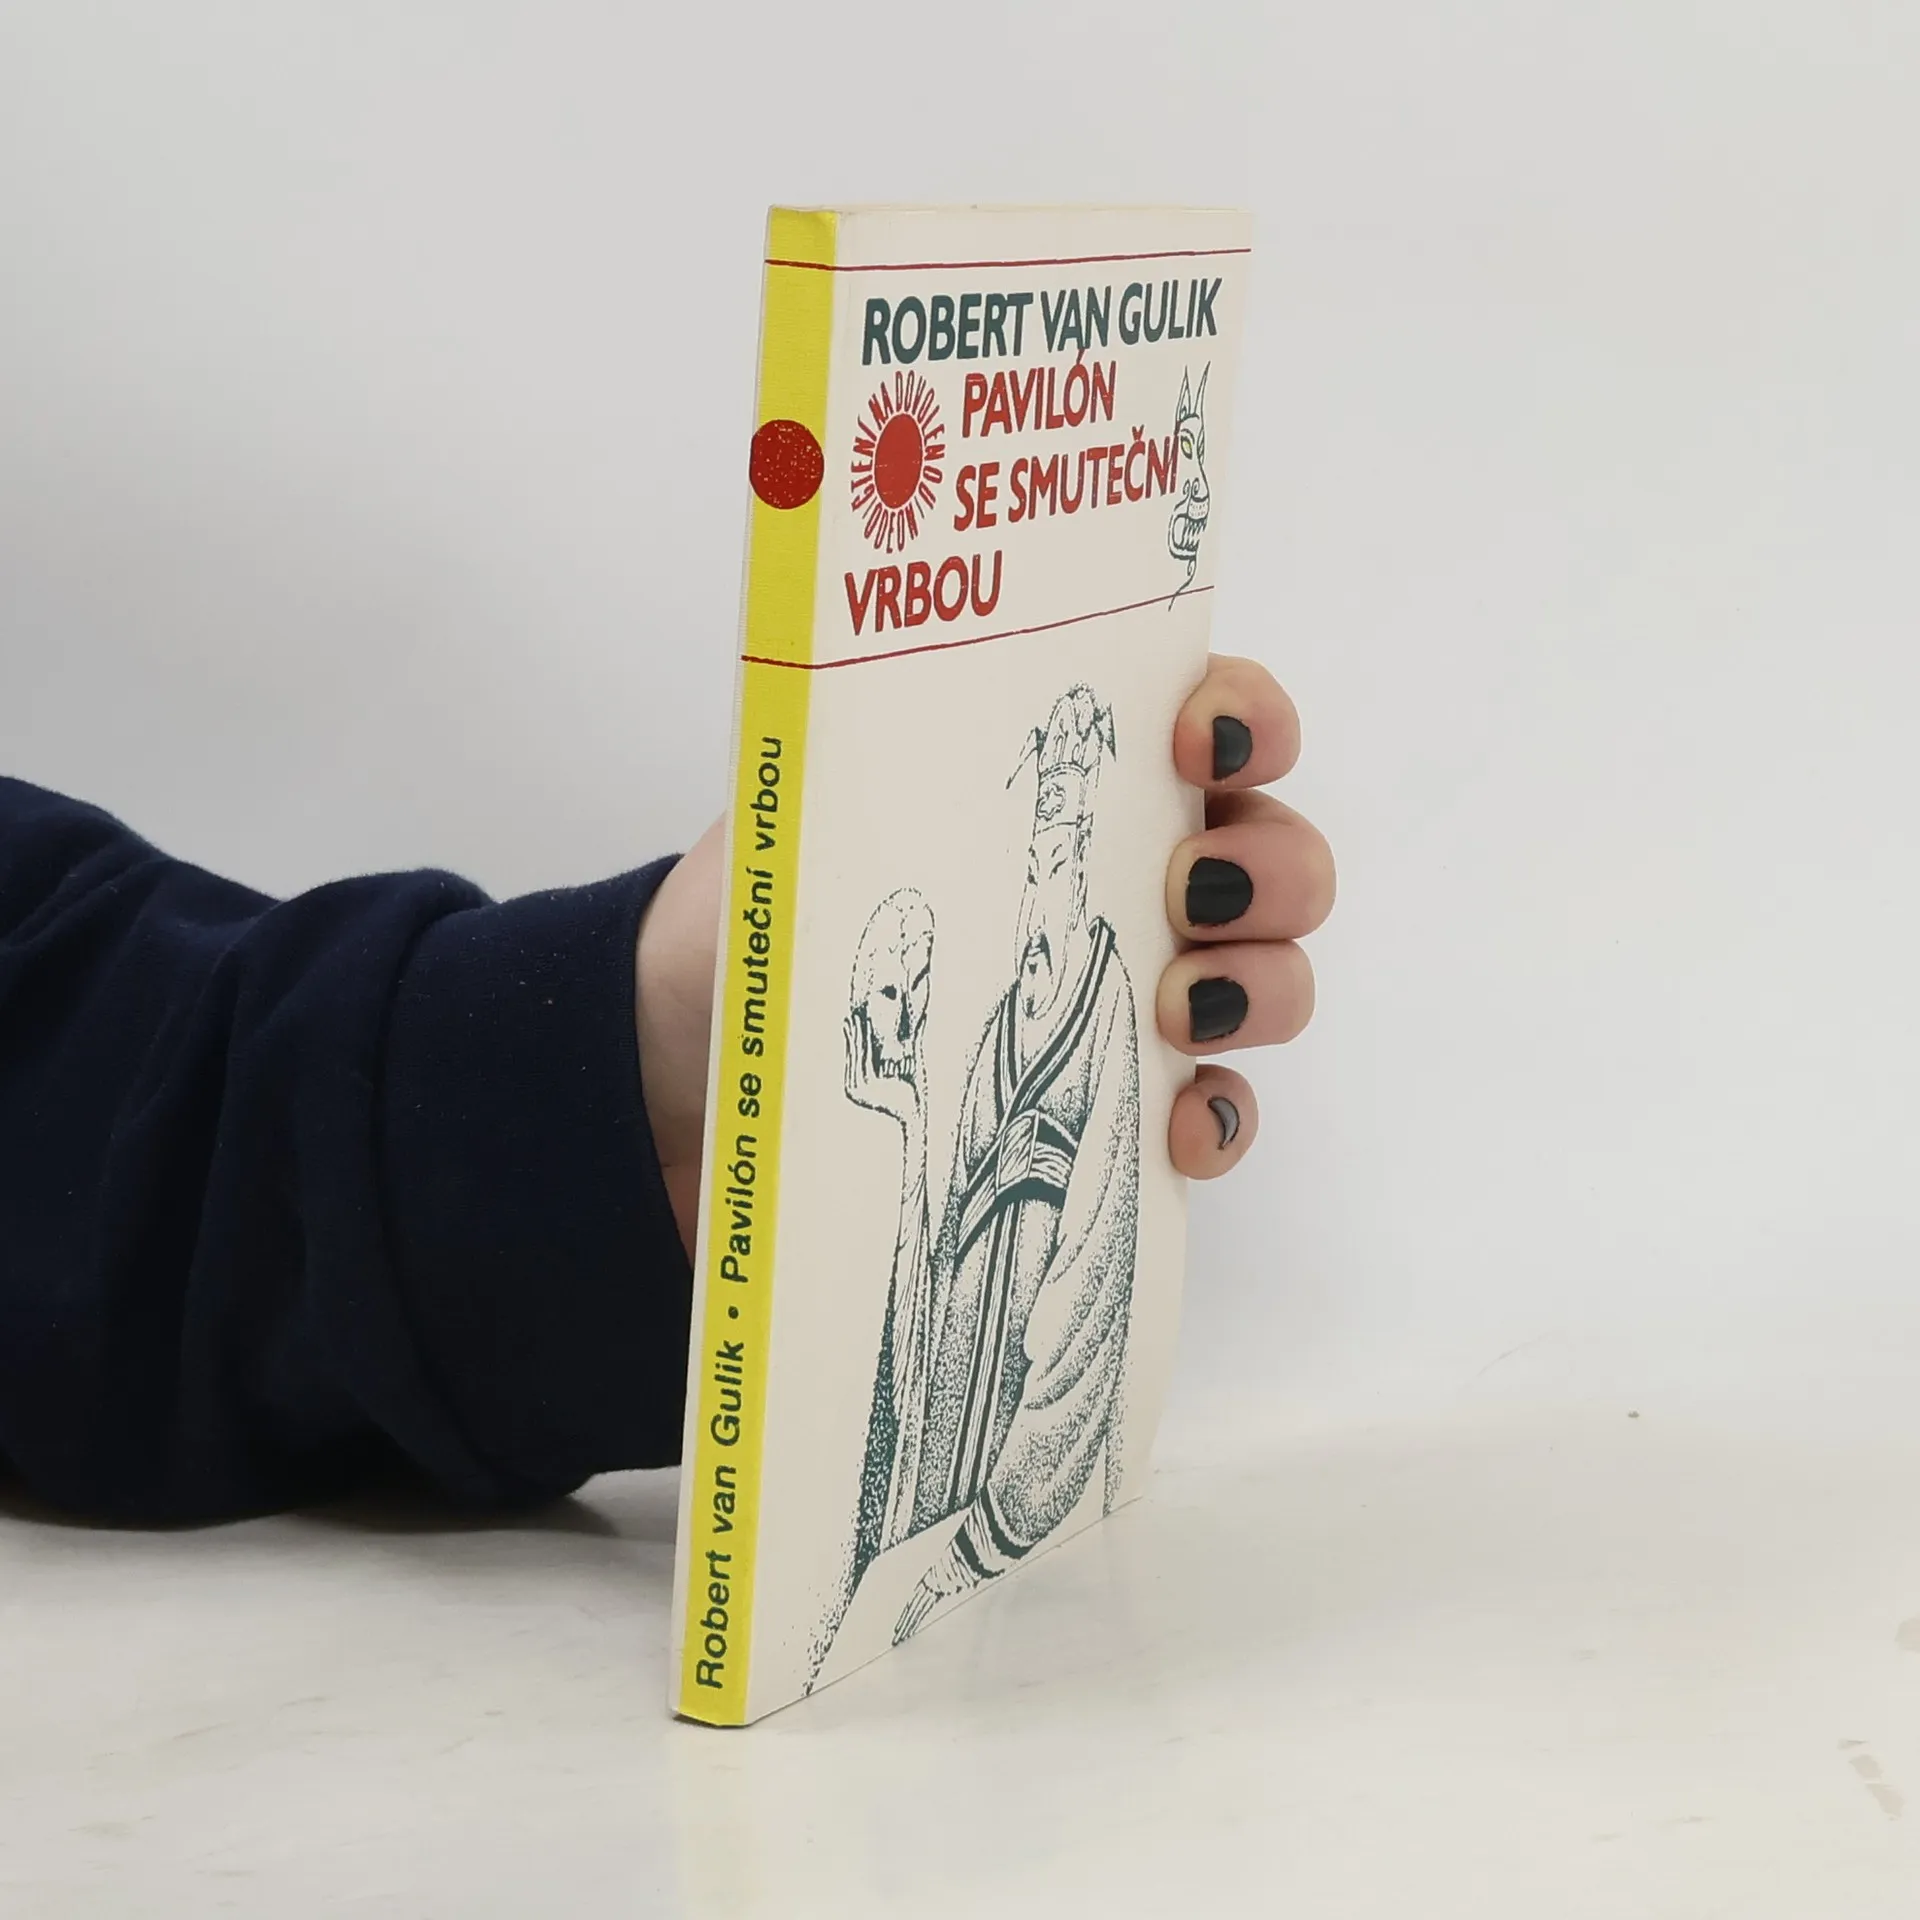 ROBERT VAN GULIK
PAVILÓN
SE SMUTEČNÍ
VRBOU
ČTENÍ NA DOVOLENOU
ODEON
Robert van Gulik • Pavilón se smuteční vrbou